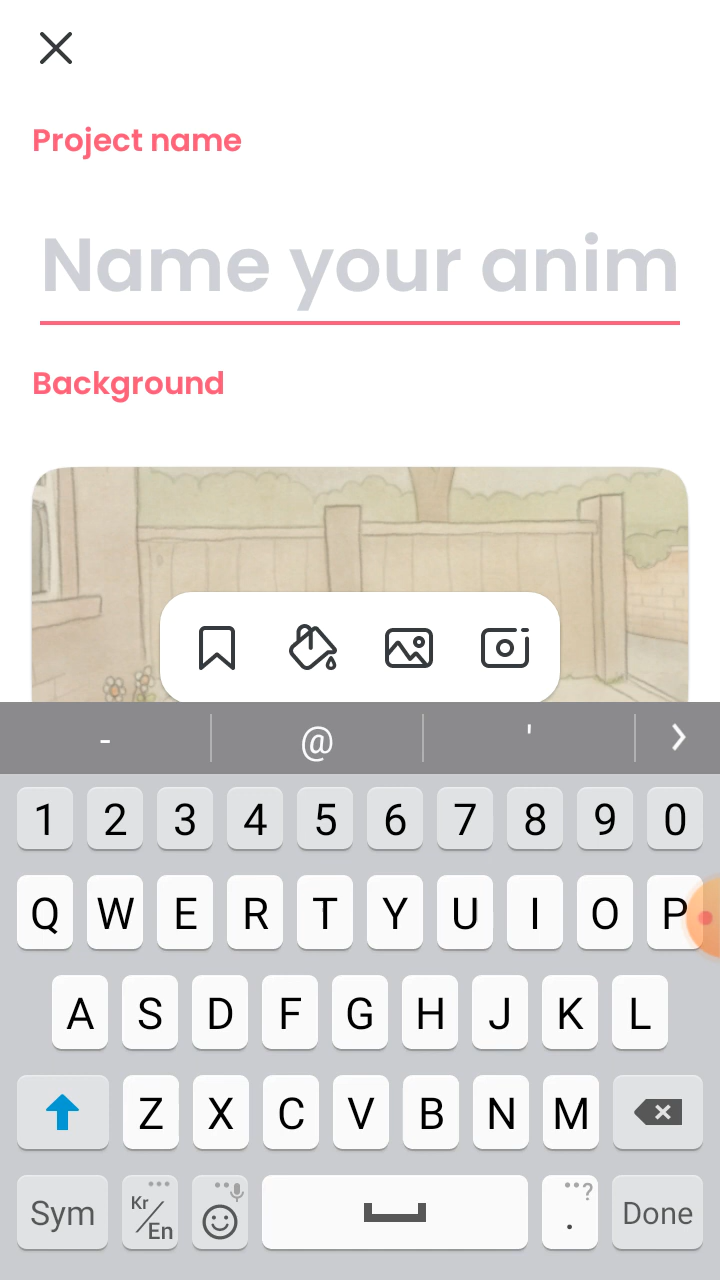 Project name
Name your anim
Background
- @ '
1 2 3 4 5 6 7 8 9 0
Q W E R T Y U I O P
A S D F G H J K L
Z X C V B N M
Sym Kr/En . ? Done